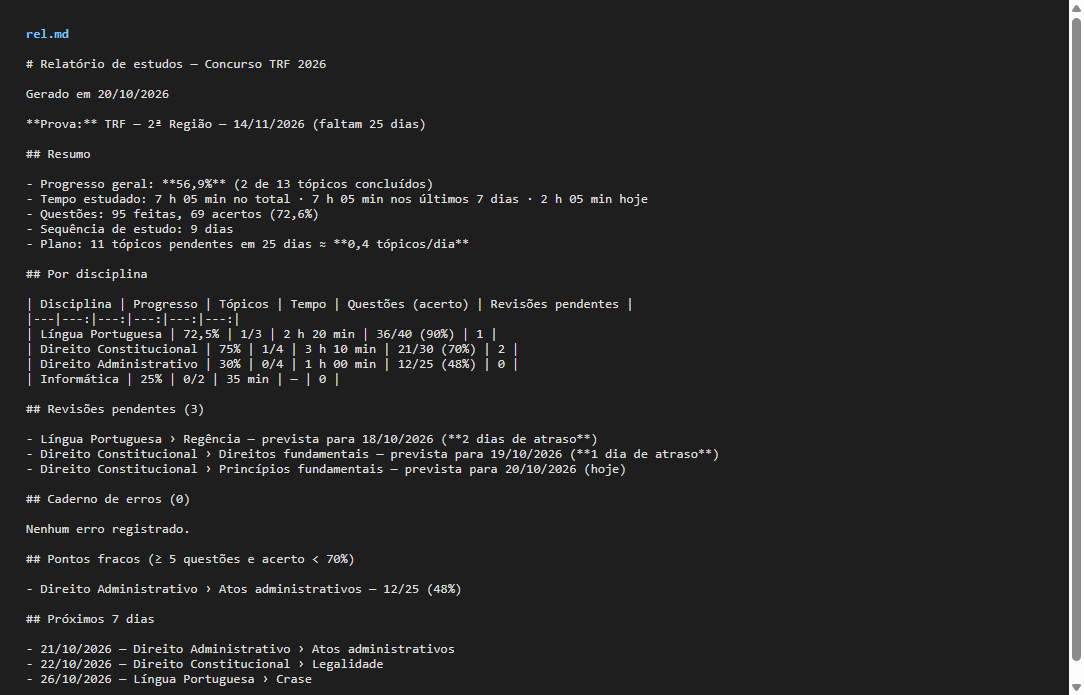 rel.md
# Relatório de estudos — Concurso TRF 2026
Gerado em 20/10/2026
**Prova:** TRF — 2ª Região — 14/11/2026 (faltam 25 dias)
## Resumo
- Progresso geral: **56,9%** (2 de 13 tópicos concluídos)
- Tempo estudado: 7 h 05 min no total · 7 h 05 min nos últimos 7 dias · 2 h 05 min hoje
- Questões: 95 feitas, 69 acertos (72,6%)
- Sequência de estudo: 9 dias
- Plano: 11 tópicos pendentes em 25 dias ≈ **0,4 tópicos/dia**
## Por disciplina
| Disciplina | Progresso | Tópicos | Tempo | Questões (acerto) | Revisões pendentes |
|---|---:|---:|---:|---:|---:|
| Língua Portuguesa | 72,5% | 1/3 | 2 h 20 min | 36/40 (90%) | 1 |
| Direito Constitucional | 75% | 1/4 | 3 h 10 min | 21/30 (70%) | 2 |
| Direito Administrativo | 30% | 0/4 | 1 h 00 min | 12/25 (48%) | 0 |
| Informática | 25% | 0/2 | 35 min | — | 0 |
## Revisões pendentes (3)
- Língua Portuguesa › Regência — prevista para 18/10/2026 (**2 dias de atraso**)
- Direito Constitucional › Direitos fundamentais — prevista para 19/10/2026 (**1 dia de atraso**)
- Direito Constitucional › Princípios fundamentais — prevista para 20/10/2026 (hoje)
## Caderno de erros (0)
Nenhum erro registrado.
## Pontos fracos (≥ 5 questões e acerto < 70%)
- Direito Administrativo › Atos administrativos — 12/25 (48%)
## Próximos 7 dias
- 21/10/2026 — Direito Administrativo › Atos administrativos
- 22/10/2026 — Direito Constitucional › Legalidade
- 26/10/2026 — Língua Portuguesa › Crase